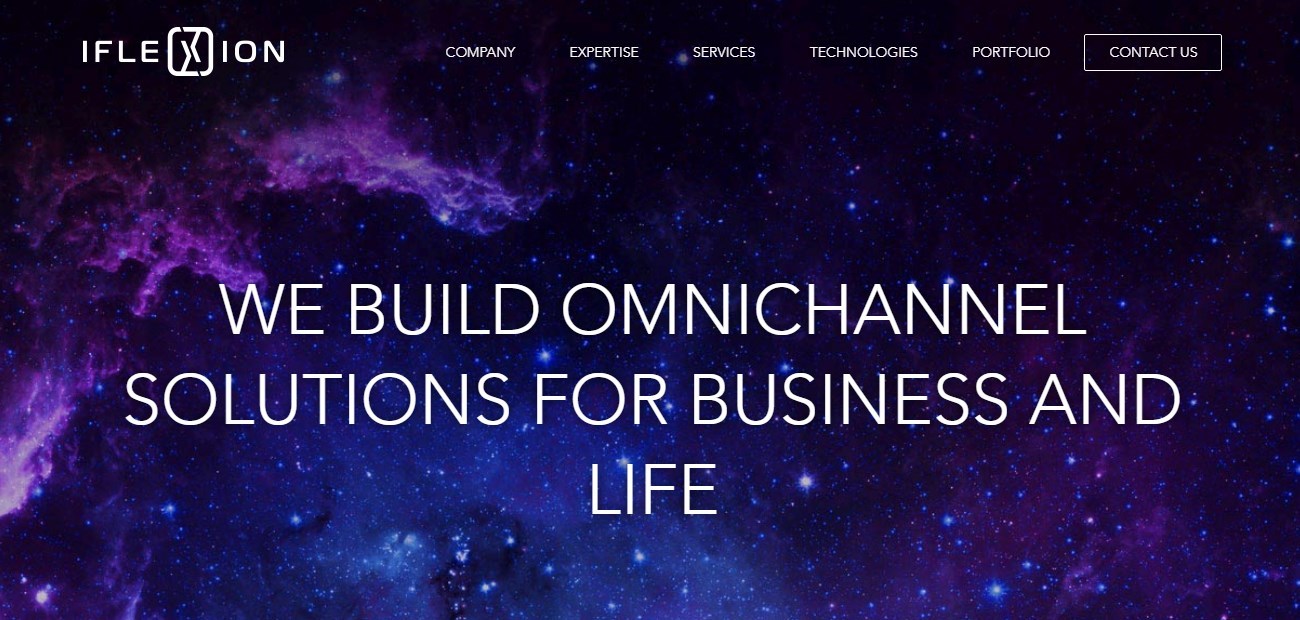 IFLEXION
COMPANY EXPERTISE SERVICES TECHNOLOGIES PORTFOLIO CONTACT US
WE BUILD OMNICHANNEL
SOLUTIONS FOR BUSINESS AND
LIFE